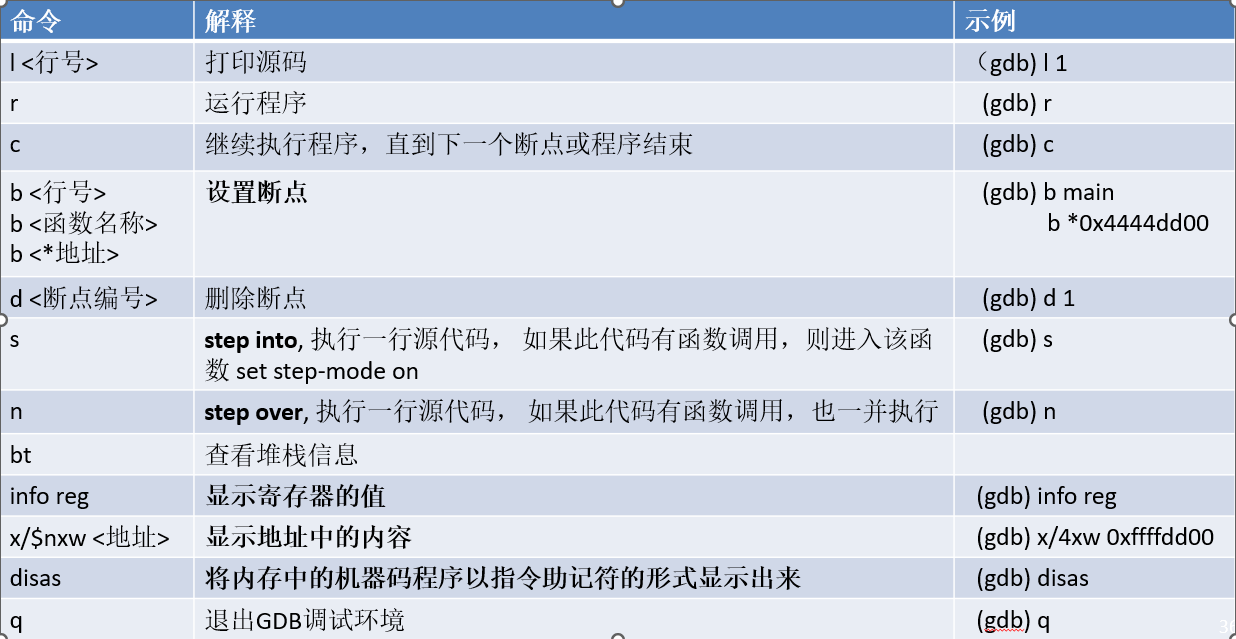 命令 解释 示例
l <行号> 打印源码 （gdb) l 1
r 运行程序 (gdb) r
c 继续执行程序，直到下一个断点或程序结束 (gdb) c
b <行号> 设置断点 (gdb) b main
b <函数名称> b *0x4444dd00
b <*地址>
d <断点编号> 删除断点 (gdb) d 1
s step into, 执行一行源代码， 如果此代码有函数调用，则进入该函 (gdb) s
数 set step-mode on
n step over, 执行一行源代码， 如果此代码有函数调用，也一并执行 (gdb) n
bt 查看堆栈信息
info reg 显示寄存器的值 (gdb) info reg
x/$nxw <地址> 显示地址中的内容 (gdb) x/4xw 0xffffdd00
disas 将内存中的机器码程序以指令助记符的形式显示出来 (gdb) disas
q 退出GDB调试环境 (gdb) q